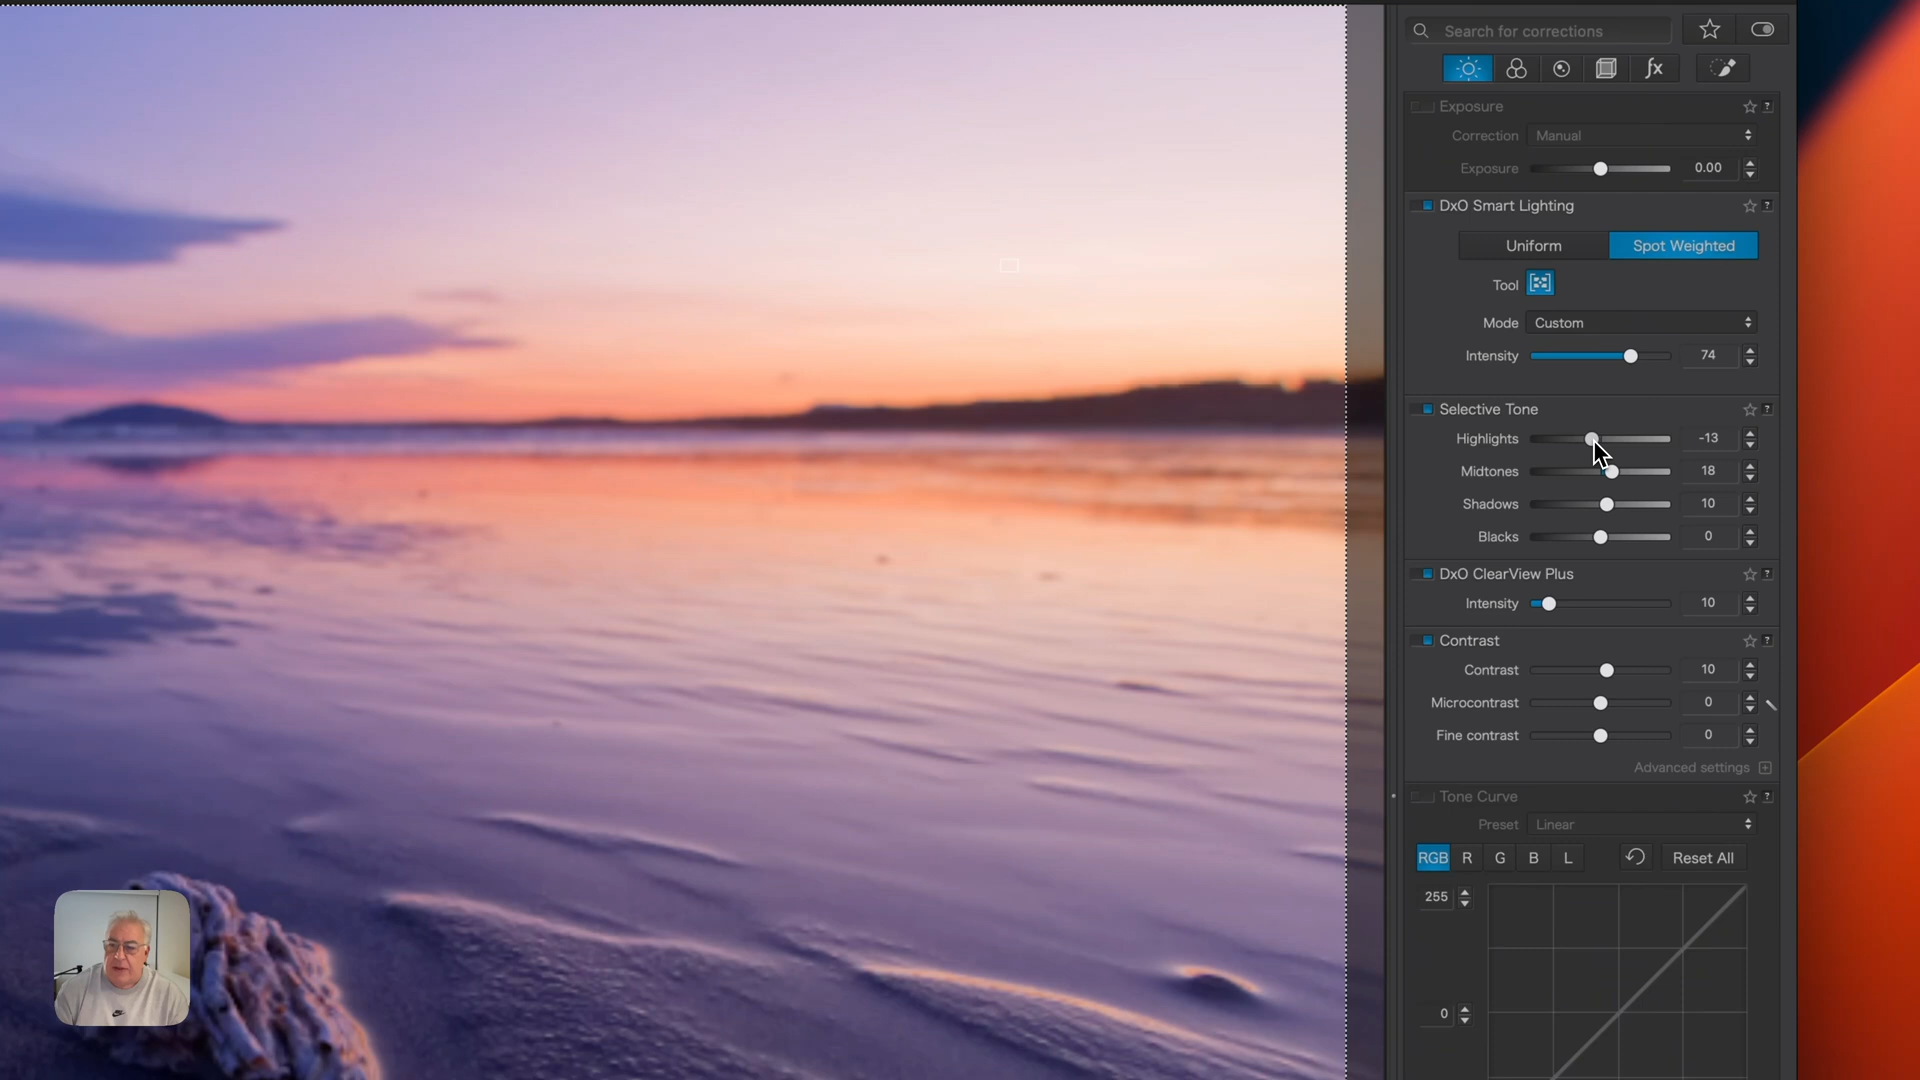 Search for corrections
fx
Exposure ?
Correction Manual
Exposure 0.00
DxO Smart Lighting ?
Uniform Spot Weighted
Tool
Mode Custom
Intensity 74
Selective Tone ?
Highlights -13
Midtones 18
Shadows 10
Blacks 0
DxO ClearView Plus ?
Intensity 10
Contrast ?
Contrast 10
Microcontrast 0
Fine contrast 0
Advanced settings
Tone Curve ?
Preset Linear
RGB R G B L Reset All
255
0